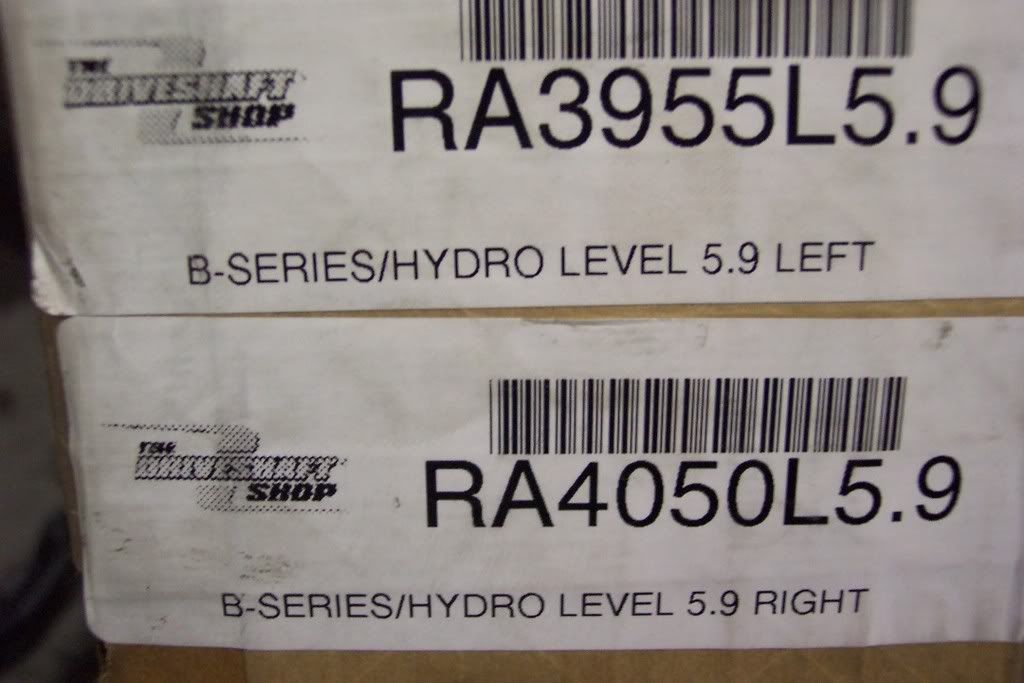 THE
DRIVESHAFT
SHOP
RA3955L5.9
B-SERIES/HYDRO LEVEL 5.9 LEFT
THE
DRIVESHAFT
SHOP
RA4050L5.9
B-SERIES/HYDRO LEVEL 5.9 RIGHT